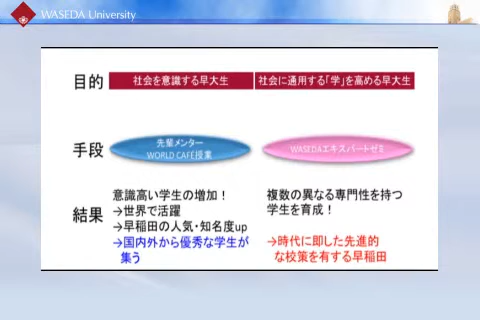 WASEDA University
目的
社会を意識する早大生
社会に通用する「学」を高める早大生
手段
先輩メンター
WORLD CAFE授業
WASEDAエキスパートゼミ
結果
意識高い学生の増加！
→世界で活躍
→早稲田の人気・知名度up
→国内外から優秀な学生が
集う
複数の異なる専門性を持つ
学生を育成！
→時代に即した先進的
な校策を有する早稲田